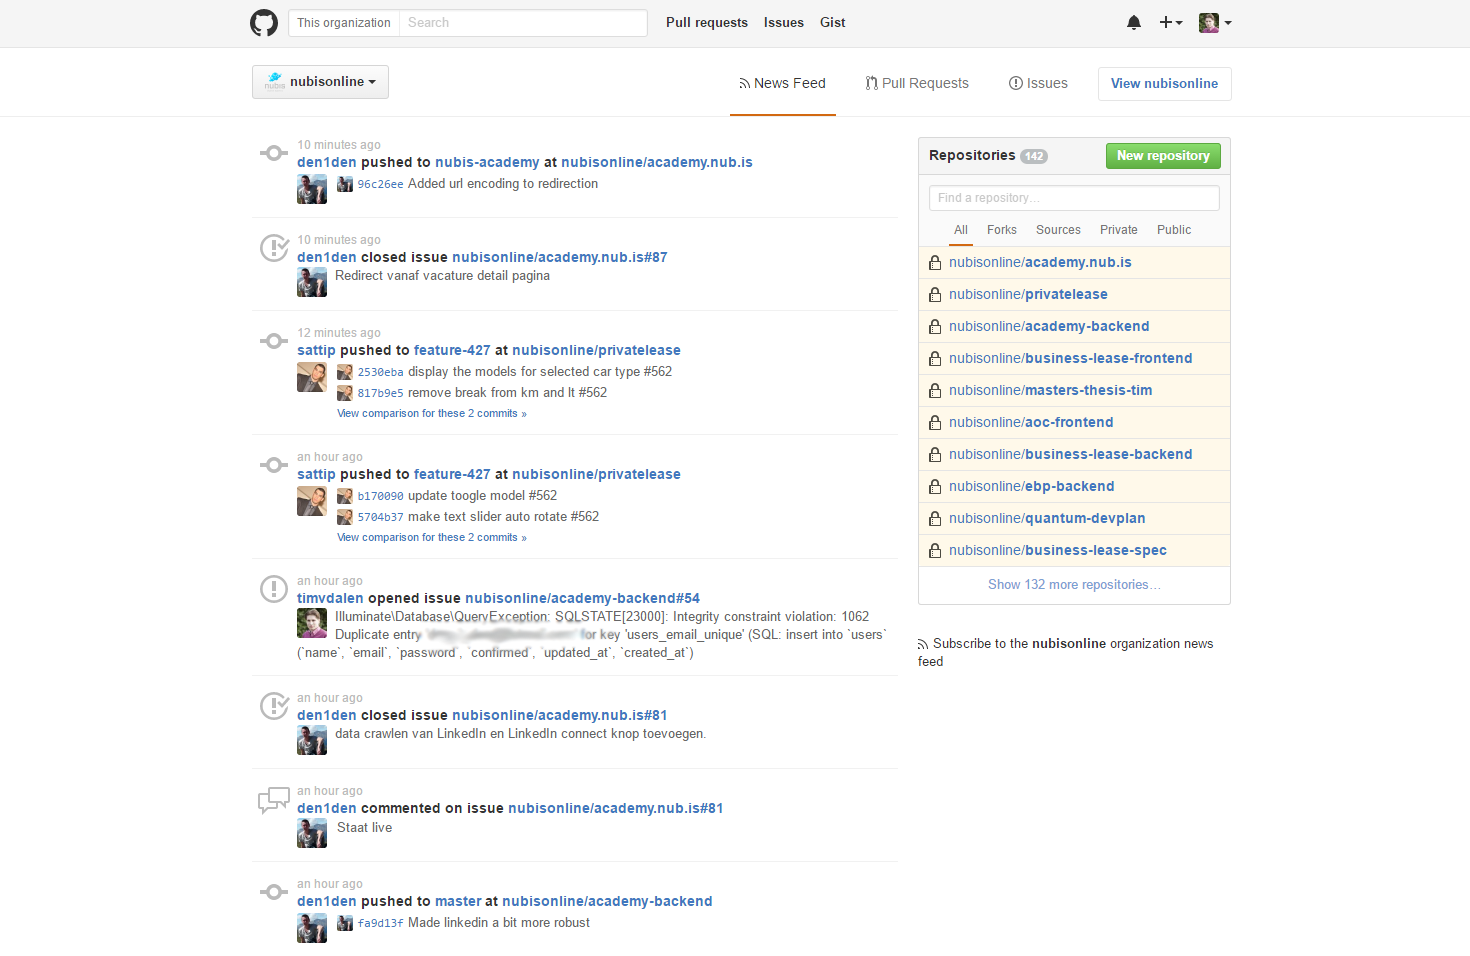 This organization Search Pull requests Issues Gist
nubis nubisonline News Feed Pull Requests Issues View nubisonline
10 minutes ago
den1den pushed to nubis-academy at nubisonline/academy.nub.is
96c26ee Added url encoding to redirection
10 minutes ago
den1den closed issue nubisonline/academy.nub.is#87
Redirect vanaf vacature detail pagina
12 minutes ago
sattip pushed to feature-427 at nubisonline/privatelease
2530eba display the models for selected car type #562
817b9e5 remove break from km and lt #562
View comparison for these 2 commits »
an hour ago
sattip pushed to feature-427 at nubisonline/privatelease
b170090 update toogle model #562
5704b37 make text slider auto rotate #562
View comparison for these 2 commits »
an hour ago
timvdalen opened issue nubisonline/academy-backend#54
Illuminate\Database\QueryException: SQLSTATE[23000]: Integrity constraint violation: 1062
Duplicate entry for key 'users_email_unique' (SQL: insert into `users`
(`name`, `email`, `password`, `confirmed`, `updated_at`, `created_at`)
an hour ago
den1den closed issue nubisonline/academy.nub.is#81
data crawlen van LinkedIn en LinkedIn connect knop toevoegen.
an hour ago
den1den commented on issue nubisonline/academy.nub.is#81
Staat live
an hour ago
den1den pushed to master at nubisonline/academy-backend
fa9d13f Made linkedin a bit more robust
Repositories 142 New repository
Find a repository...
All Forks Sources Private Public
nubisonline/academy.nub.is
nubisonline/privatelease
nubisonline/academy-backend
nubisonline/business-lease-frontend
nubisonline/masters-thesis-tim
nubisonline/aoc-frontend
nubisonline/business-lease-backend
nubisonline/ebp-backend
nubisonline/quantum-devplan
nubisonline/business-lease-spec
Show 132 more repositories...
Subscribe to the nubisonline organization news
feed